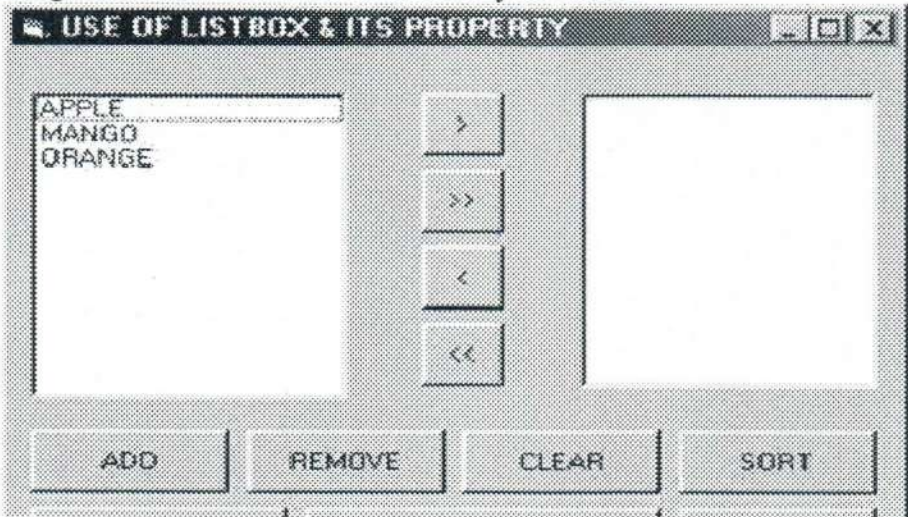 USE OF LISTBOX & ITS PROPERTY
APPLE
MANGO
ORANGE
>
>>
<
<<
ADD REMOVE CLEAR SORT